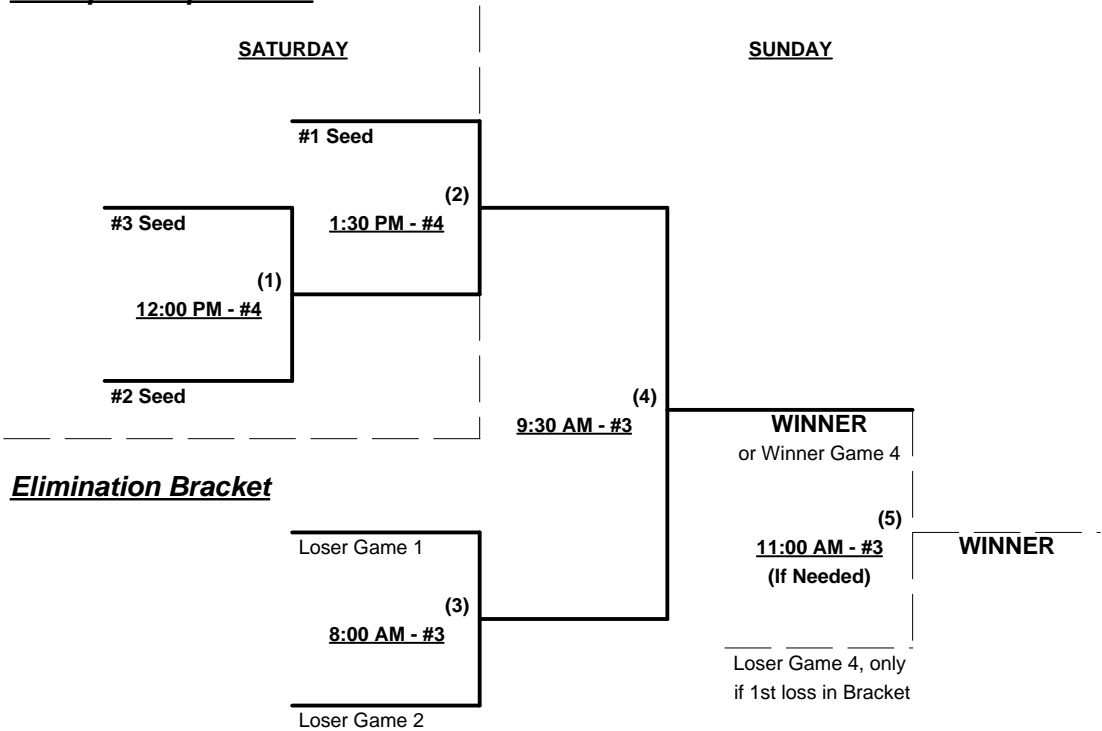 SATURDAY
SUNDAY
#1 Seed
(2)
#3 Seed
1:30 PM - #4
(1)
12:00 PM - #4
#2 Seed
(4)
9:30 AM - #3
WINNER
or Winner Game 4
Elimination Bracket
(5)
Loser Game 1
11:00 AM - #3
WINNER
(If Needed)
(3)
8:00 AM - #3
Loser Game 4, only
if 1st loss in Bracket
Loser Game 2